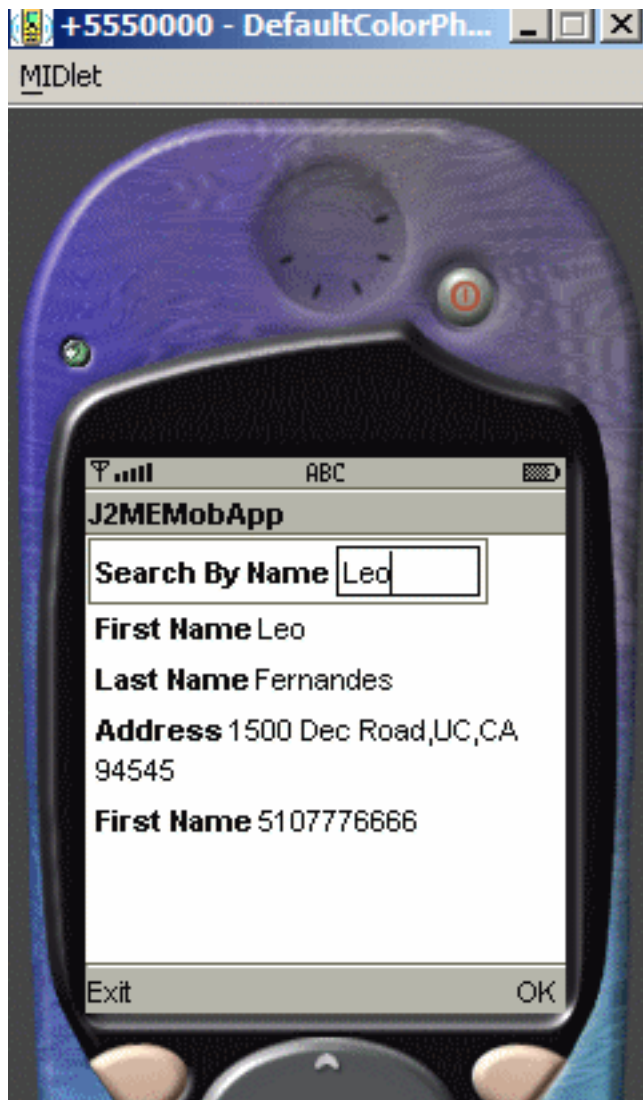 +5550000 - DefaultColorPh...
MIDlet
ABC
J2MEMobApp
Search By Name Leo
First Name Leo
Last Name Fernandes
Address 1500 Dec Road,UC,CA
94545
First Name 5107776666
Exit OK